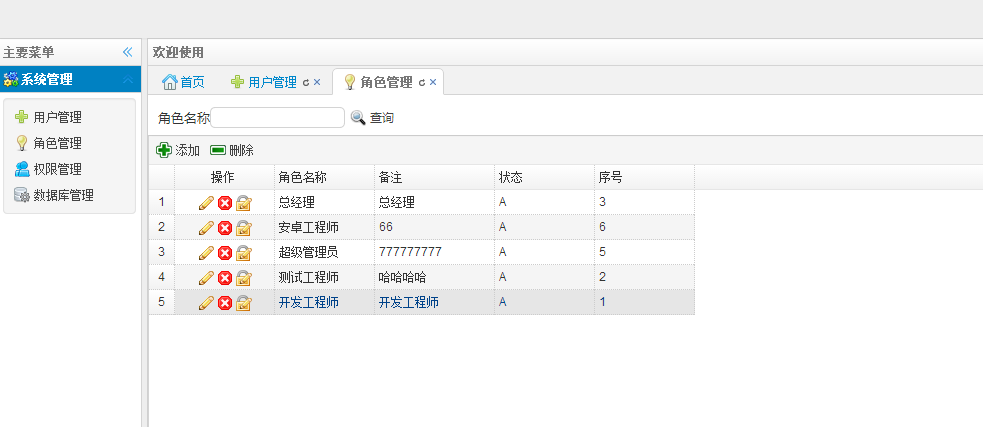 主要菜单
欢迎使用
系统管理
首页 用户管理 角色管理
用户管理
角色管理
权限管理
数据库管理
角色名称 查询
添加 删除
操作 角色名称 备注 状态 序号
1 总经理 总经理 A 3
2 安卓工程师 66 A 6
3 超级管理员 777777777 A 5
4 测试工程师 哈哈哈哈 A 2
5 开发工程师 开发工程师 A 1